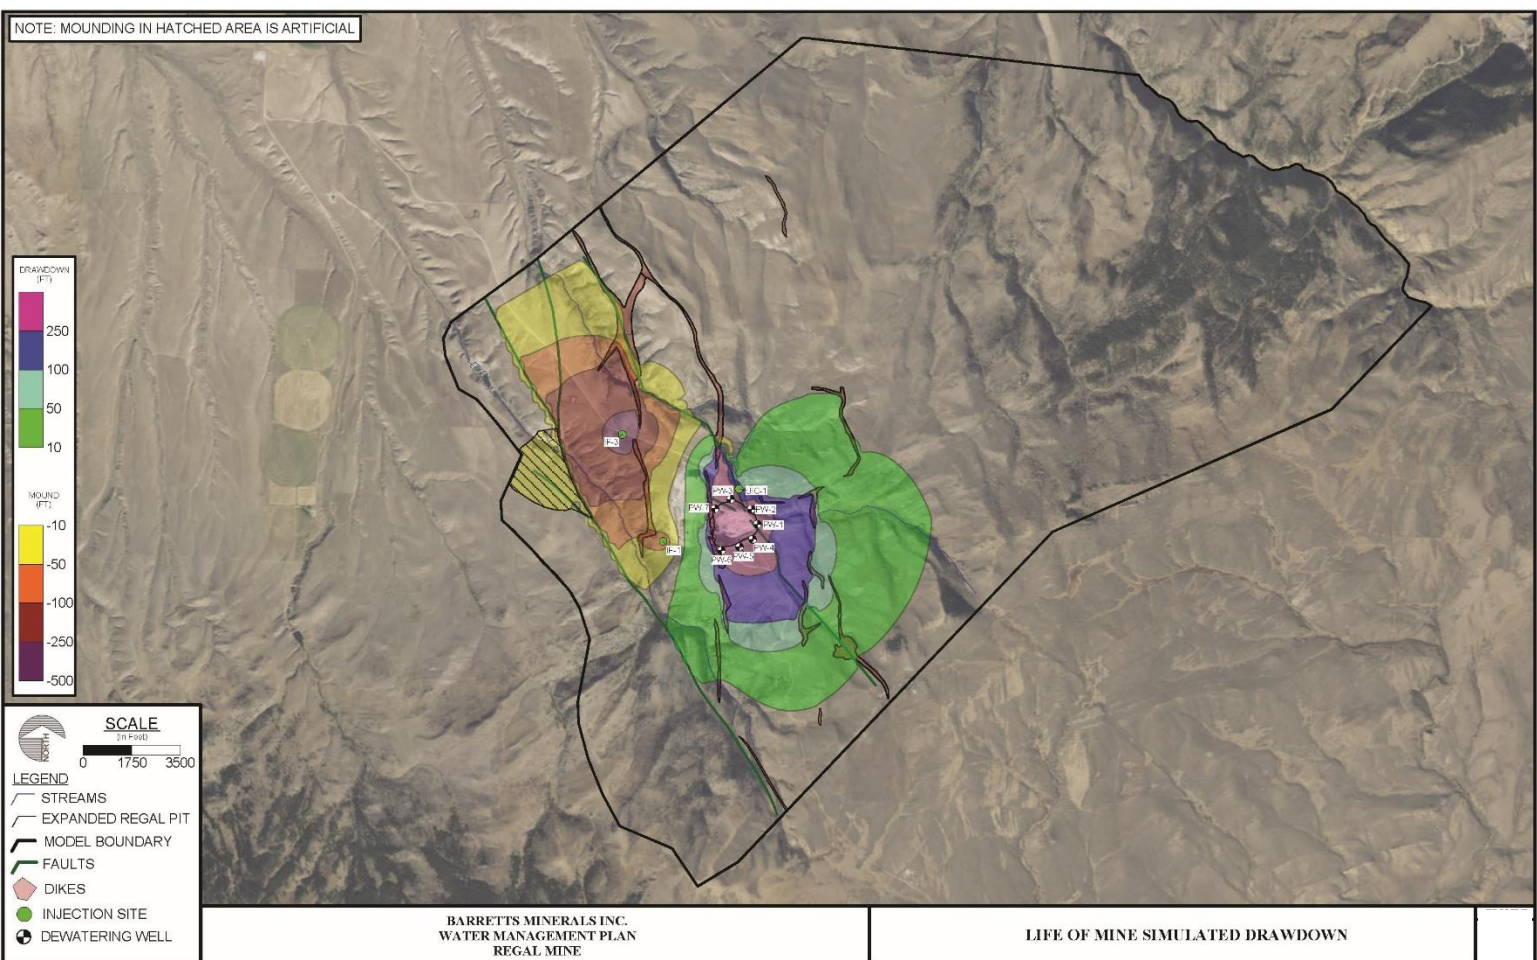 NOTE: MOUNDING IN HATCHED AREA IS ARTIFICIAL
DRAWDOWN
(FT)
250
100
50
10
MOUND
(FT)
-10
-50
-100
-250
-500
IF-3
IF-1
PW-3
UIC-1
PW-7
PW-2
PW-1
PW-4
PW-5
PW-6
NORTH
SCALE
(In Feet)
0 1750 3500
LEGEND
STREAMS
EXPANDED REGAL PIT
MODEL BOUNDARY
FAULTS
DIKES
INJECTION SITE
DEWATERING WELL
BARRETTS MINERALS INC.
WATER MANAGEMENT PLAN
REGAL MINE
LIFE OF MINE SIMULATED DRAWDOWN